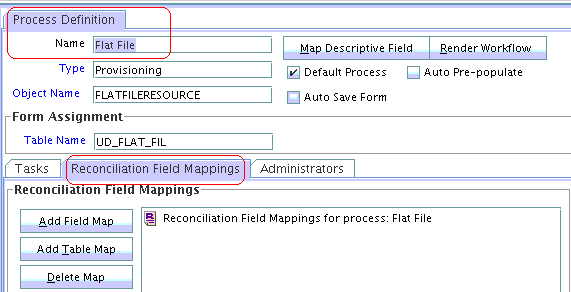 Process Definition
Name Flat File Map Descriptive Field Render Workflow
Type Provisioning Default Process Auto Pre-populate
Object Name FLATFILERESOURCE Auto Save Form
Form Assignment
Table Name UD_FLAT_FIL
Tasks Reconciliation Field Mappings Administrators
Reconciliation Field Mappings
Add Field Map Reconciliation Field Mappings for process: Flat File
Add Table Map
Delete Map